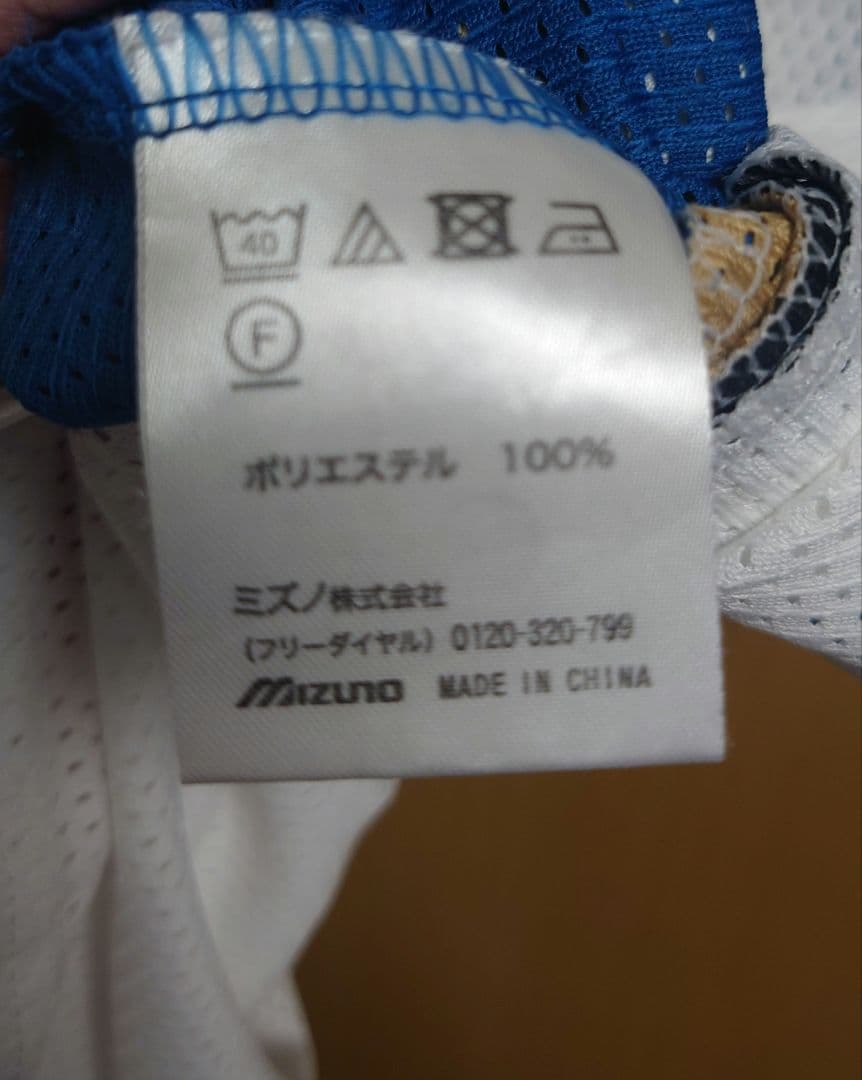 40
F
ポリエステル 100%
ミズノ株式会社
(フリーダイヤル) 0120-320-799
MIZUNO MADE IN CHINA